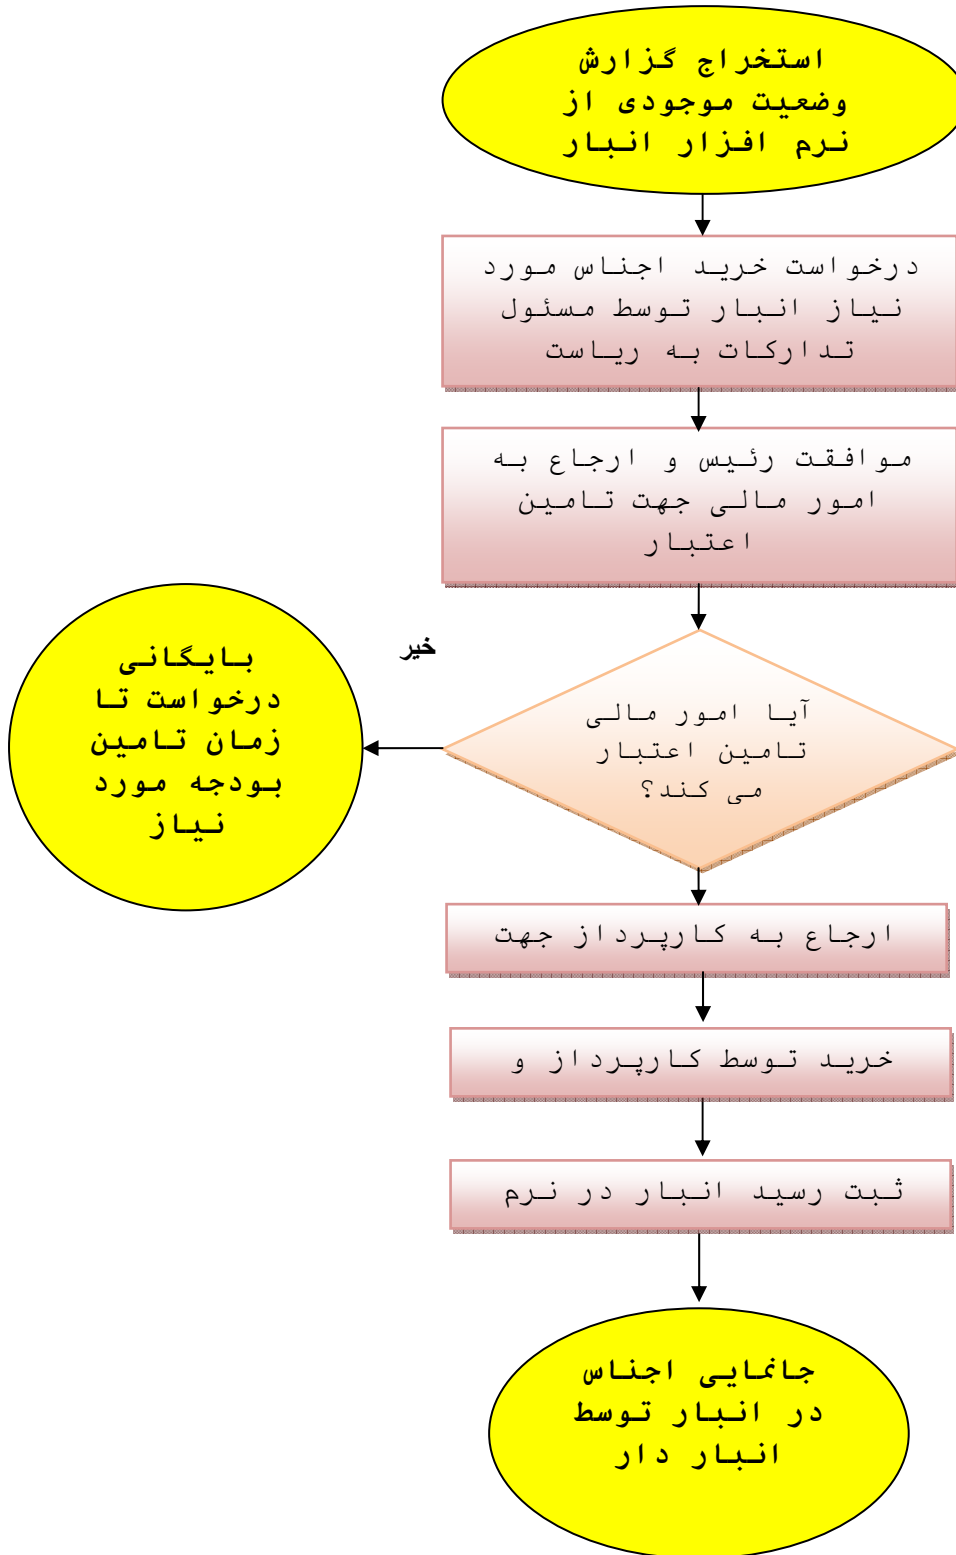 استخراج گزارش
وضعیت موجودی از
نرم افزار انبار
درخواست خرید اجناس مورد
نیاز انبار توسط مسئول
تدارکات به ریاست
موافقت رئیس و ارجاع به
امور مالی جهت تامین
اعتبار
خیر
بایگانی
درخواست تا
زمان تامین
بودجه مورد
نیاز
آیا امور مالی
تامین اعتبار
می کند؟
ارجاع به کارپرداز جهت
خرید توسط کارپرداز و
ثبت رسید انبار در نرم
جانمایی اجناس
در انبار توسط
انبار دار